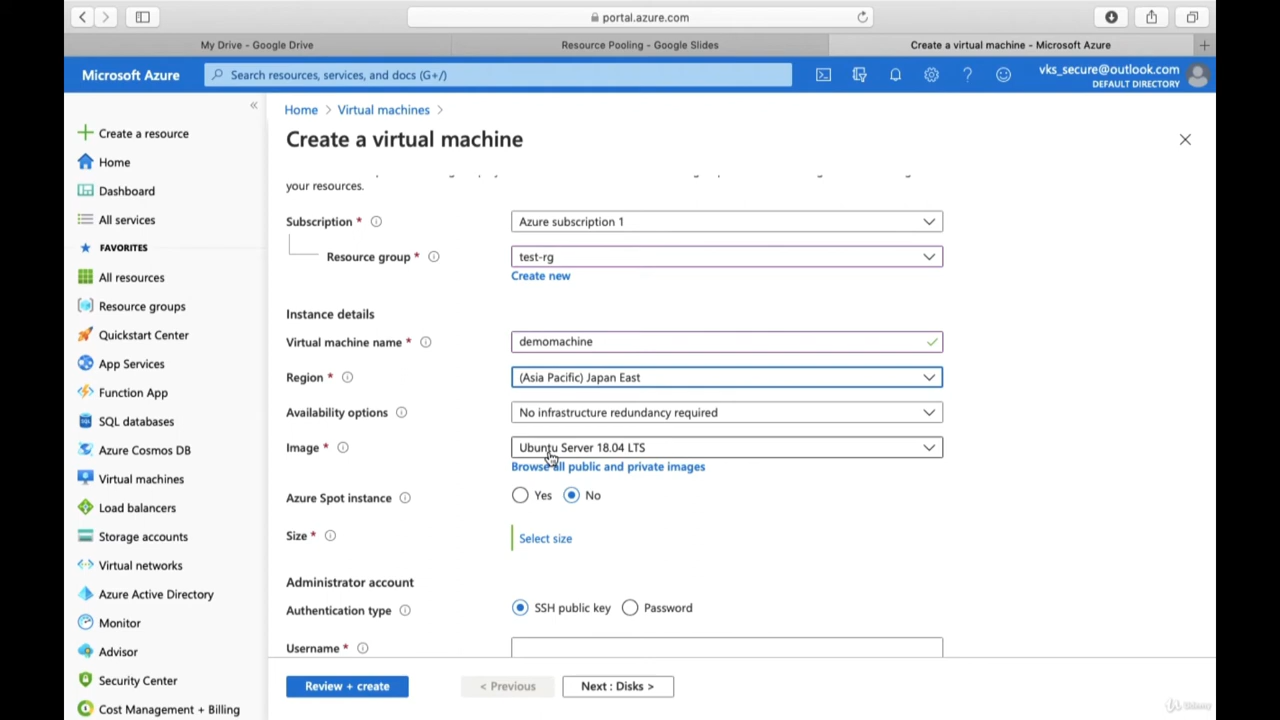 portal.azure.com
My Drive - Google Drive
Resource Pooling - Google Slides
Create a virtual machine - Microsoft Azure
Microsoft Azure
Search resources, services, and docs (G+/)
vks_secure@outlook.com
DEFAULT DIRECTORY
Create a resource
Home
Dashboard
All services
FAVORITES
All resources
Resource groups
Quickstart Center
App Services
Function App
SQL databases
Azure Cosmos DB
Virtual machines
Load balancers
Storage accounts
Virtual networks
Azure Active Directory
Monitor
Advisor
Security Center
Cost Management + Billing
Home > Virtual machines >
Create a virtual machine
your resources.
Subscription * Azure subscription 1
Resource group * test-rg
Create new
Instance details
Virtual machine name * demomachine
Region * (Asia Pacific) Japan East
Availability options No infrastructure redundancy required
Image * Ubuntu Server 18.04 LTS
Browse all public and private images
Azure Spot instance Yes No
Size * Select size
Administrator account
Authentication type SSH public key Password
Username *
Review + create < Previous Next : Disks >
Udemy